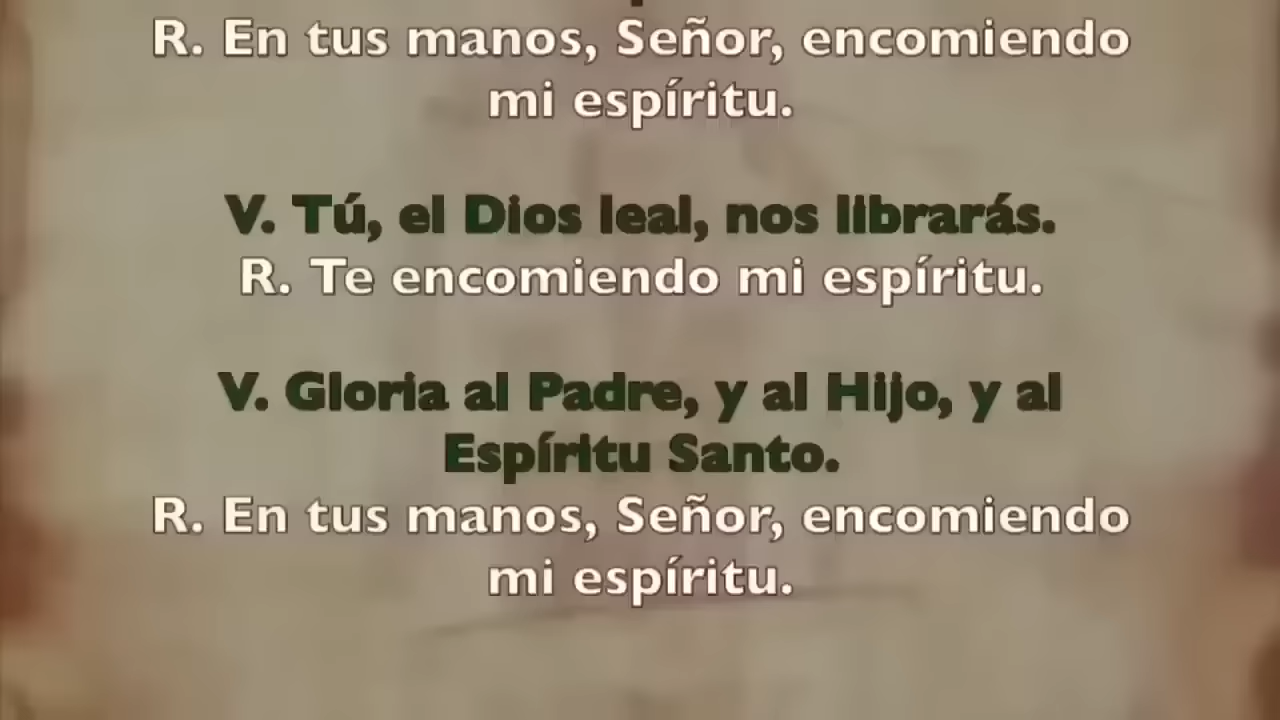 R. En tus manos, Señor, encomiendo
mi espíritu.
V. Tú, el Dios leal, nos librarás.
R. Te encomiendo mi espíritu.
V. Gloria al Padre, y al Hijo, y al
Espíritu Santo.
R. En tus manos, Señor, encomiendo
mi espíritu.